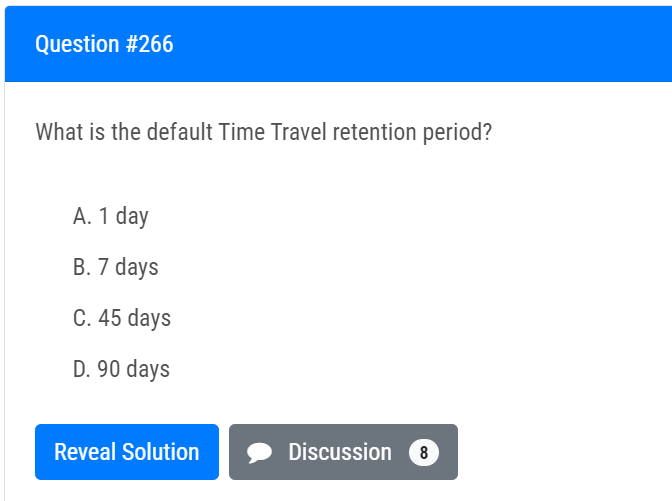 Question #266
What is the default Time Travel retention period?
A. 1 day
B. 7 days
C. 45 days
D. 90 days
Reveal Solution Discussion 8